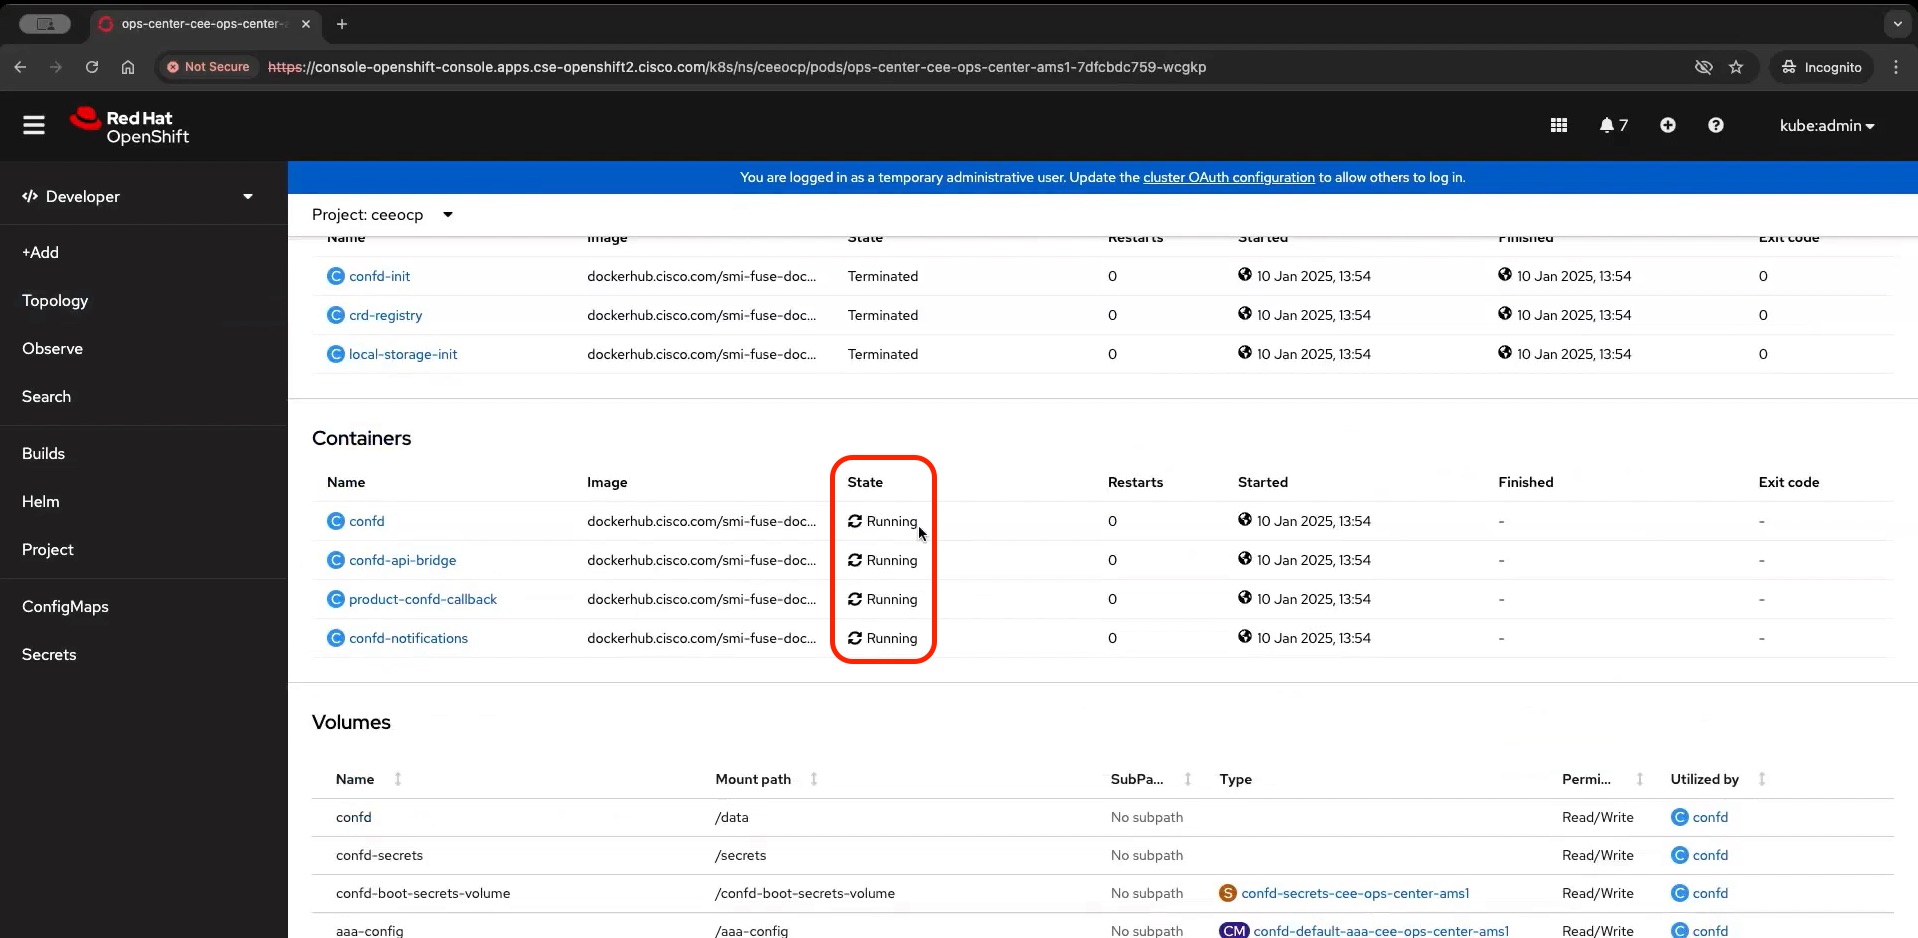 ops-center-cee-ops-center-a
Not Secure
https://console-openshift-console.apps.cse-openshift2.cisco.com/k8s/ns/ceeocp/pods/ops-center-cee-ops-center-ams1-7dfcbdc759-wcgkp
Incognito
Red Hat
OpenShift
7
kube:admin
You are logged in as a temporary administrative user. Update the cluster OAuth configuration to allow others to log in.
Developer
+Add
Topology
Observe
Search
Builds
Helm
Project
ConfigMaps
Secrets
Project: ceeocp
Name Image State Restarts Started Finished Exit code
C confd-init dockerhub.cisco.com/smi-fuse-doc... Terminated 0 10 Jan 2025, 13:54 10 Jan 2025, 13:54 0
C crd-registry dockerhub.cisco.com/smi-fuse-doc... Terminated 0 10 Jan 2025, 13:54 10 Jan 2025, 13:54 0
C local-storage-init dockerhub.cisco.com/smi-fuse-doc... Terminated 0 10 Jan 2025, 13:54 10 Jan 2025, 13:54 0
Containers
Name Image State Restarts Started Finished Exit code
C confd dockerhub.cisco.com/smi-fuse-doc... Running 0 10 Jan 2025, 13:54 - -
C confd-api-bridge dockerhub.cisco.com/smi-fuse-doc... Running 0 10 Jan 2025, 13:54 - -
C product-confd-callback dockerhub.cisco.com/smi-fuse-doc... Running 0 10 Jan 2025, 13:54 - -
C confd-notifications dockerhub.cisco.com/smi-fuse-doc... Running 0 10 Jan 2025, 13:54 - -
Volumes
Name Mount path SubPa... Type Permi... Utilized by
confd /data No subpath Read/Write C confd
confd-secrets /secrets No subpath Read/Write C confd
confd-boot-secrets-volume /confd-boot-secrets-volume No subpath S confd-secrets-cee-ops-center-ams1 Read/Write C confd
aaa-config /aaa-config No subpath CM confd-default-aaa-cee-ops-center-ams1 Read/Write C confd